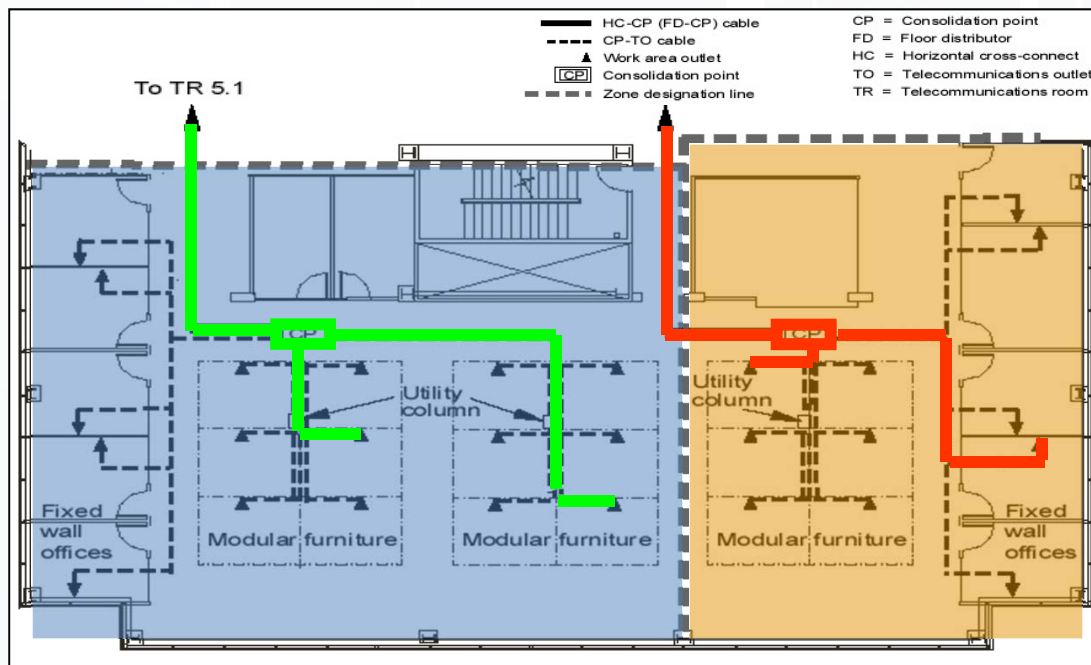 HC-CP (FD-CP) cable
CP-TO cable
Work area outlet
CP Consolidation point
Zone designation line
CP = Consolidation point
FD = Floor distributor
HC = Horizontal cross-connect
TO = Telecommunications outlet
TR = Telecommunications room
To TR 5.1
CP
CP
Utility
column
Utility
column
Fixed
wall
offices
Modular furniture
Modular furniture
Modular furniture
Fixed
wall
offices